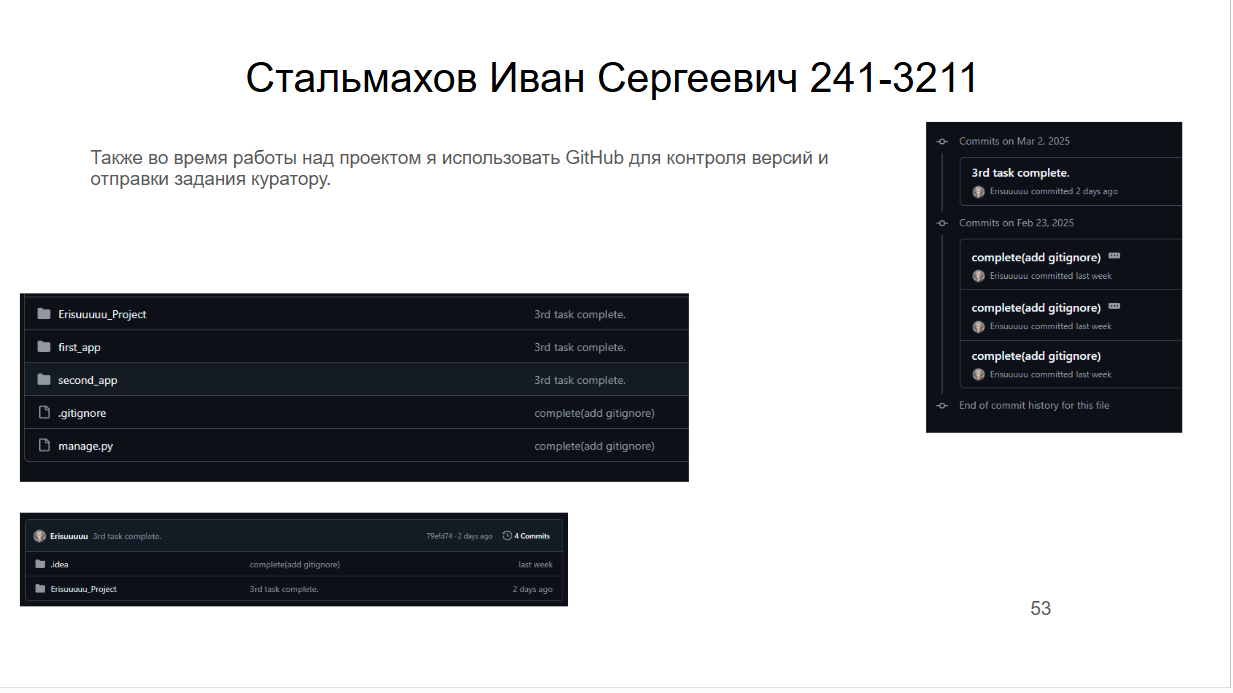 Стальмахов Иван Сергеевич 241-3211
Также во время работы над проектом я использовать GitHub для контроля версий и
отправки задания куратору.
Commits on Mar 2, 2025
3rd task complete.
Erisuuuuu committed 2 days ago
Commits on Feb 23, 2025
complete(add gitignore)
Erisuuuuu committed last week
complete(add gitignore)
Erisuuuuu committed last week
complete(add gitignore)
Erisuuuuu committed last week
End of commit history for this file
Erisuuuuu_Project 3rd task complete.
first_app 3rd task complete.
second_app 3rd task complete.
.gitignore complete(add gitignore)
manage.py complete(add gitignore)
Erisuuuuu 3rd task complete. 79efd74 · 2 days ago 4 Commits
.idea complete(add gitignore) last week
Erisuuuuu_Project 3rd task complete. 2 days ago
53